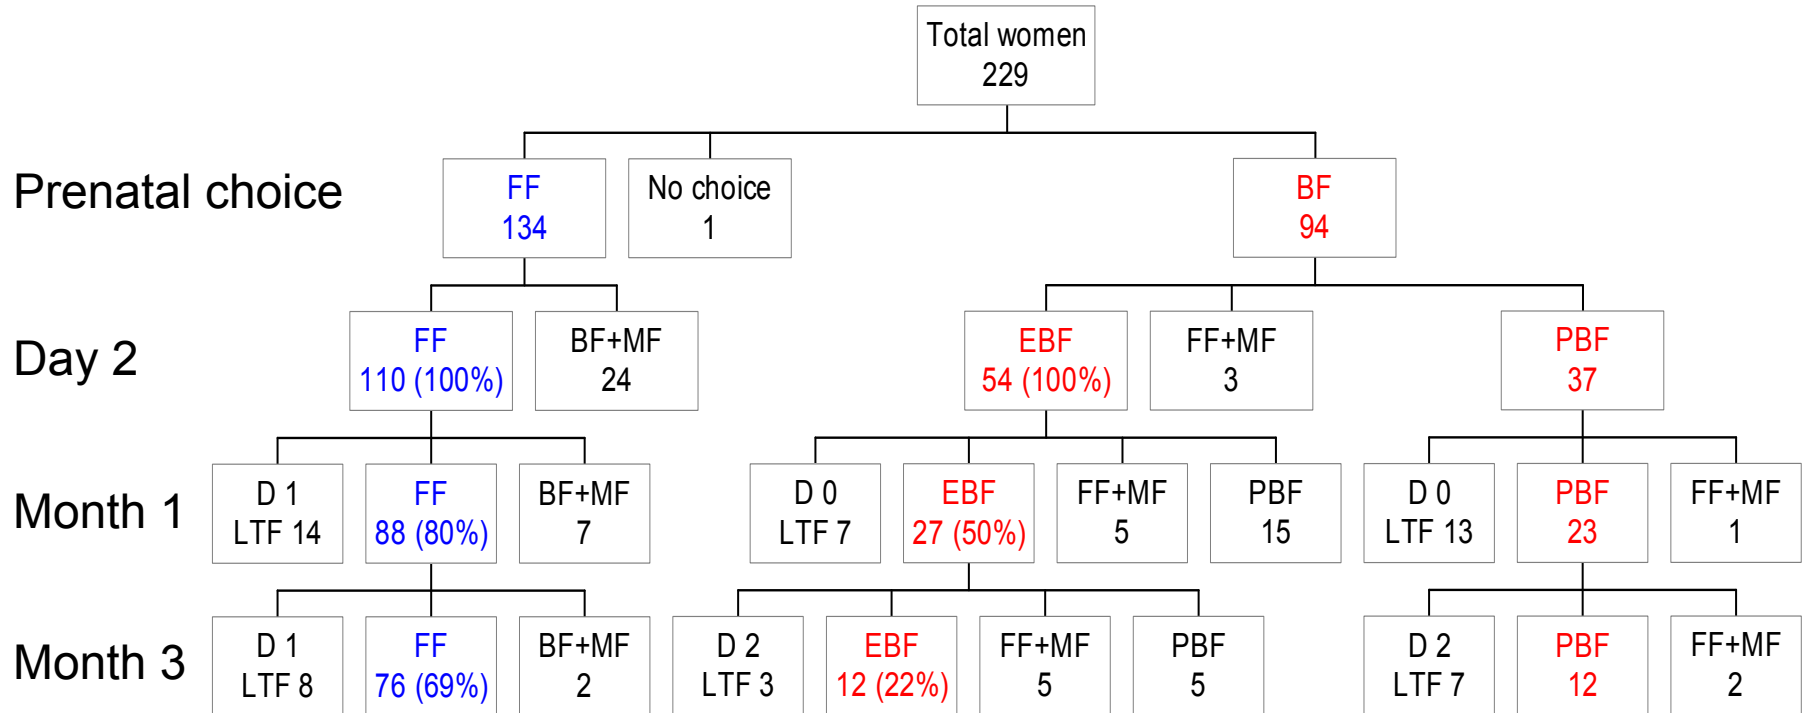 Total women
229
Prenatal choice
FF
134
No choice
1
BF
94
Day 2
FF
110 (100%)
BF+MF
24
EBF
54 (100%)
FF+MF
3
PBF
37
Month 1
D 1
LTF 14
FF
88 (80%)
BF+MF
7
D 0
LTF 7
EBF
27 (50%)
FF+MF
5
PBF
15
D 0
LTF 13
PBF
23
FF+MF
1
Month 3
D 1
LTF 8
FF
76 (69%)
BF+MF
2
D 2
LTF 3
EBF
12 (22%)
FF+MF
5
PBF
5
D 2
LTF 7
PBF
12
FF+MF
2